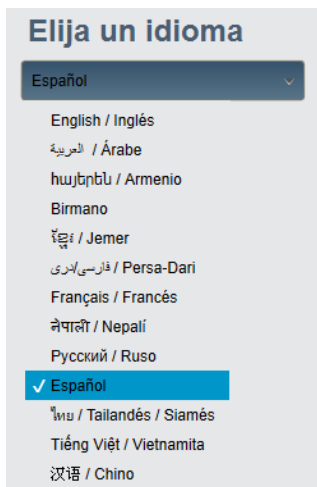 Elija un idioma
Español
English / Inglés
العربية / Árabe
հայերեն / Armenio
Birmano
ខ្មែរ / Jemer
فارسی/دری / Persa-Dari
Français / Francés
नेपाली / Nepalí
Русский / Ruso
✓ Español
ไทย / Tailandés / Siamés
Tiếng Việt / Vietnamita
汉语 / Chino